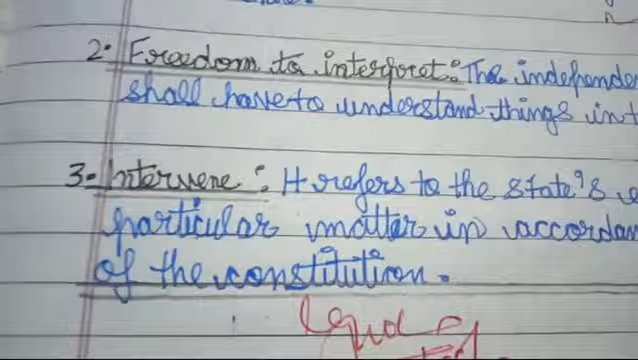 2. Freedom to interpret : The independen
shall have to understand things in t
3. Intervene : It refers to the state's
particular matter in accordan
of the constitution.